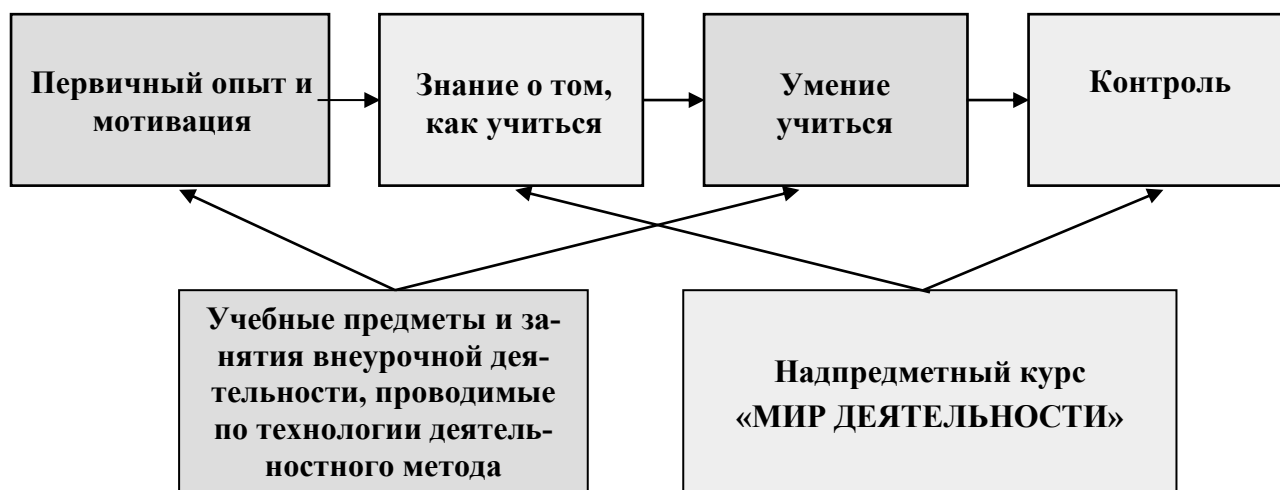 Первичный опыт и
мотивация
Знание о том,
как учиться
Умение
учиться
Контроль
Учебные предметы и за-
нятия внеурочной дея-
тельности, проводимые
по технологии деятель-
ностного метода
Надпредметный курс
«МИР ДЕЯТЕЛЬНОСТИ»